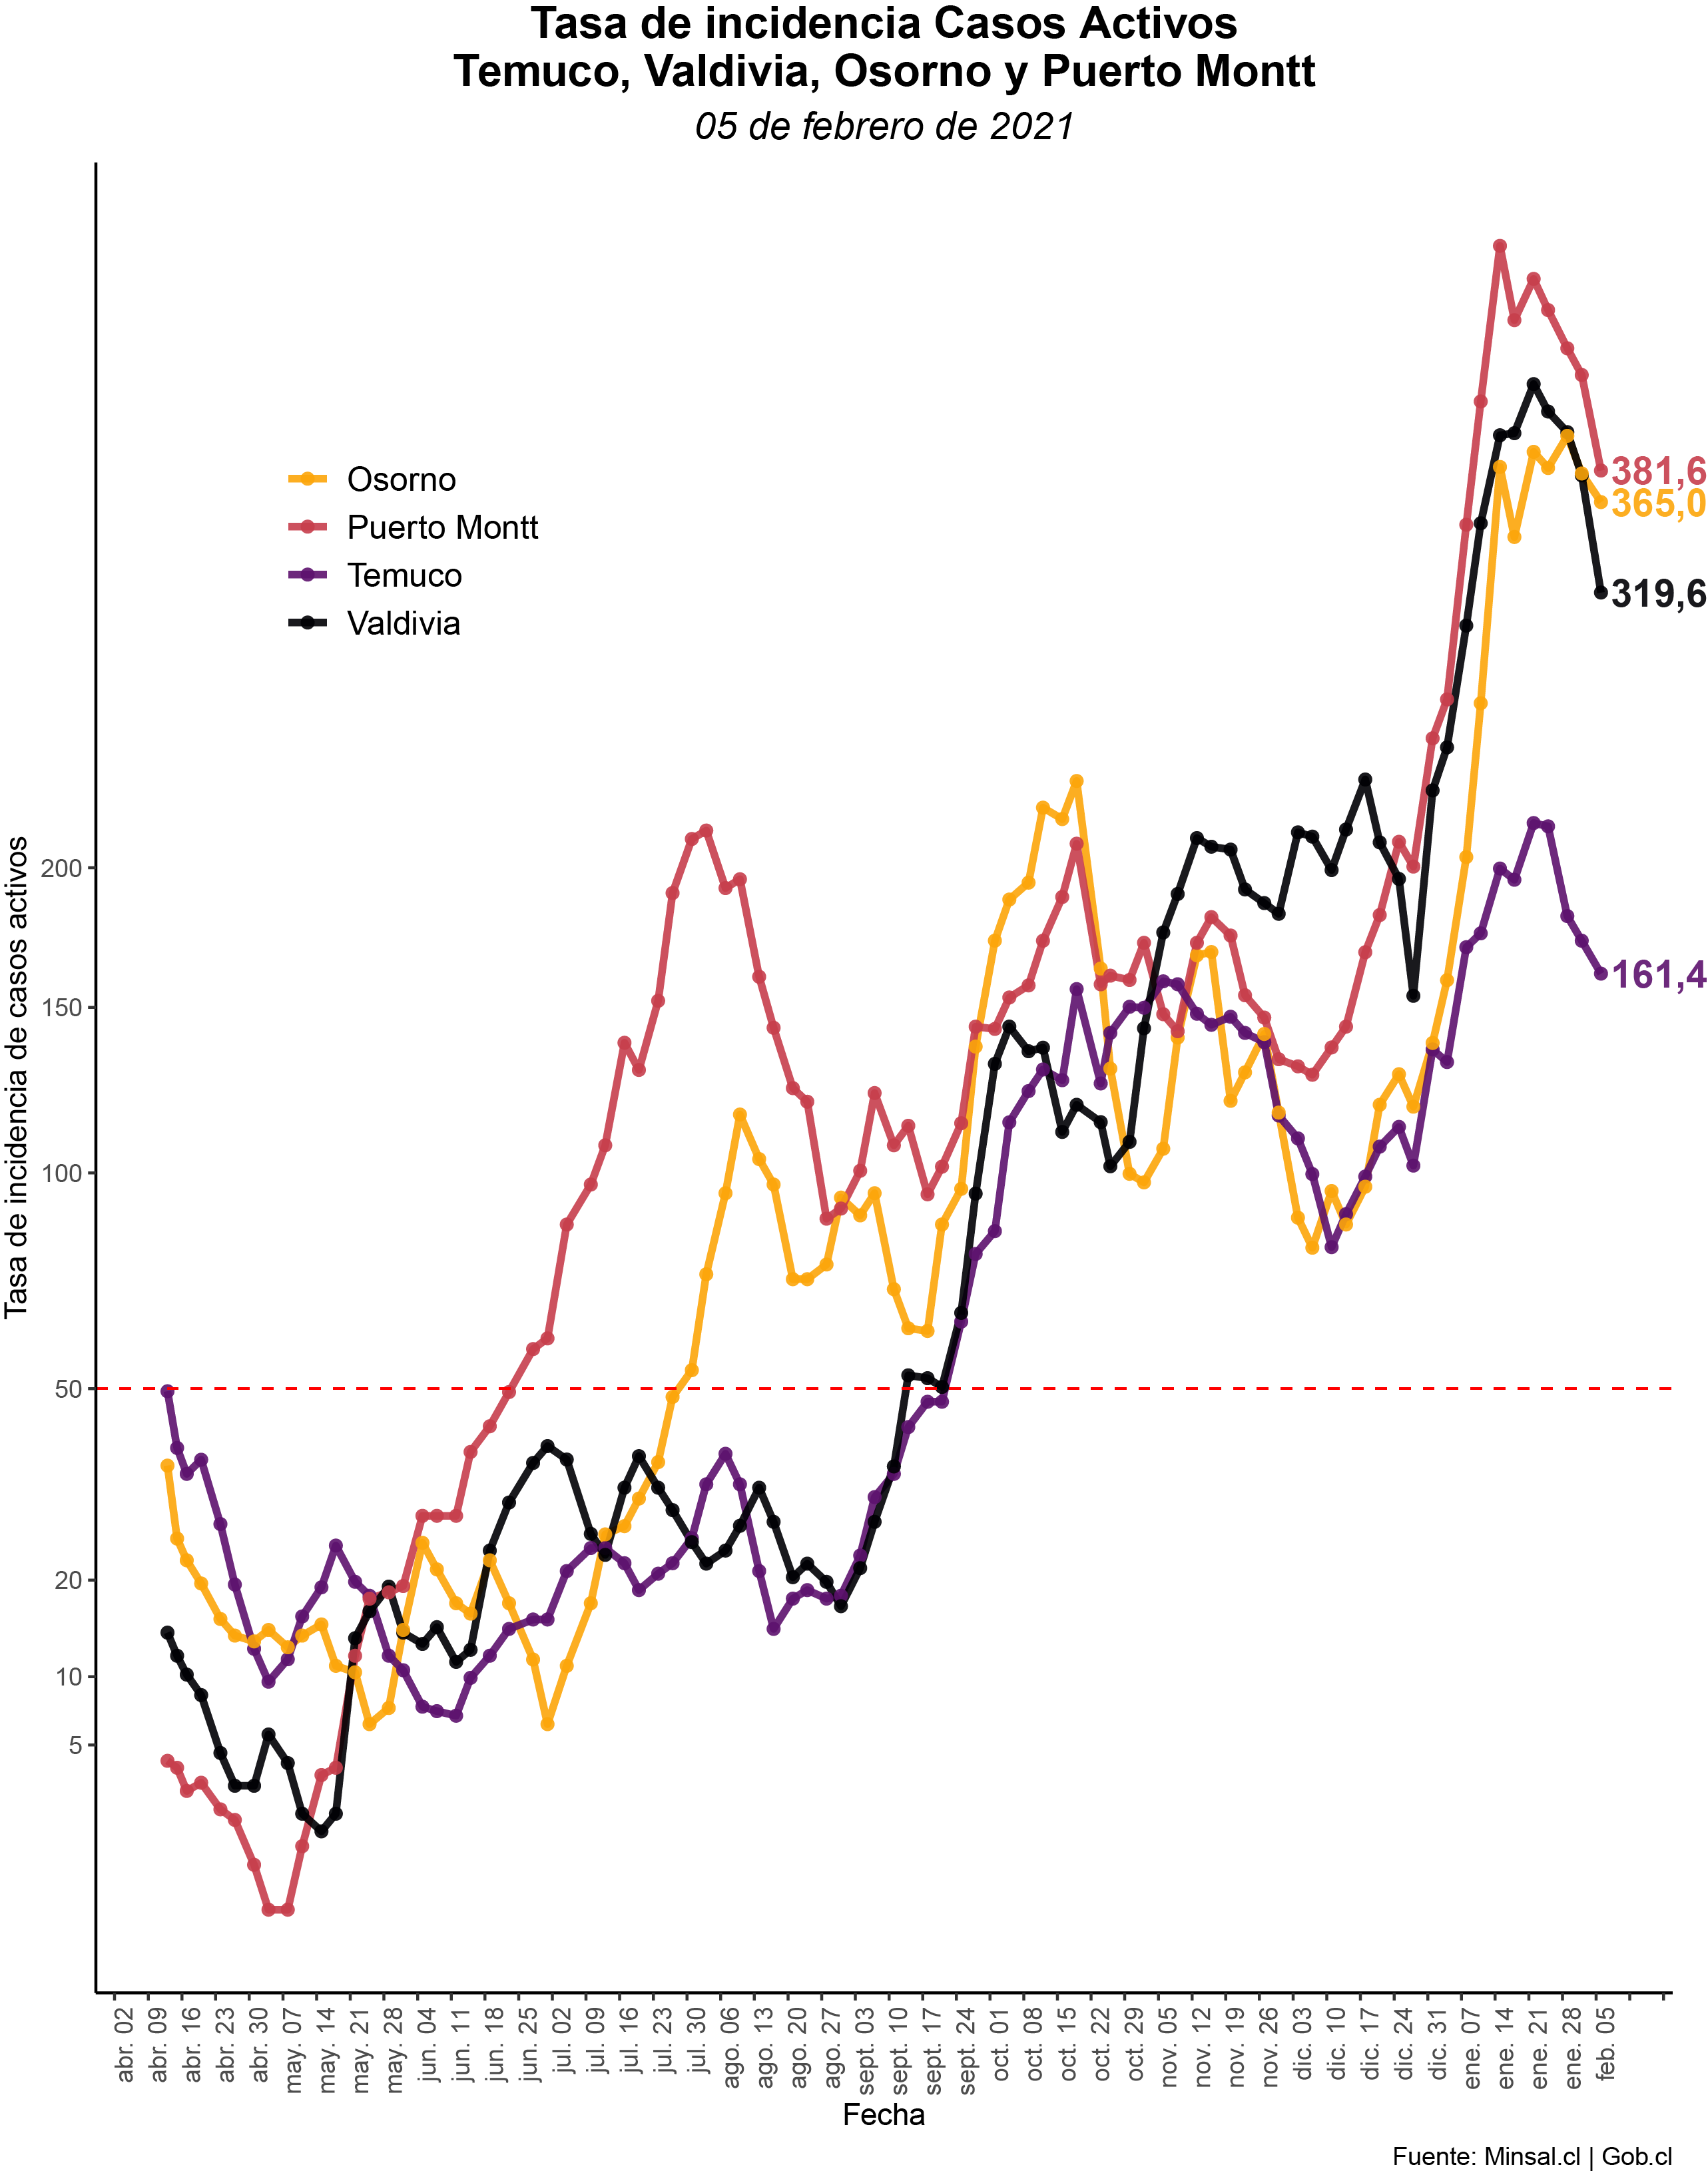 Tasa de incidencia Casos Activos
Temuco, Valdivia, Osorno y Puerto Montt
05 de febrero de 2021
Tasa de incidencia de casos activos
200
150
100
50
20
10
5
Osorno
Puerto Montt
Temuco
Valdivia
381,6
365,0
319,6
161,4
abr. 02
abr. 09
abr. 16
abr. 23
abr. 30
may. 07
may. 14
may. 21
may. 28
jun. 04
jun. 11
jun. 18
jun. 25
jul. 02
jul. 09
jul. 16
jul. 23
jul. 30
ago. 06
ago. 13
ago. 20
ago. 27
sept. 03
sept. 10
sept. 17
sept. 24
oct. 01
oct. 08
oct. 15
oct. 22
oct. 29
nov. 05
nov. 12
nov. 19
nov. 26
dic. 03
dic. 10
dic. 17
dic. 24
dic. 31
ene. 07
ene. 14
ene. 21
ene. 28
feb. 05
Fecha
Fuente: Minsal.cl | Gob.cl